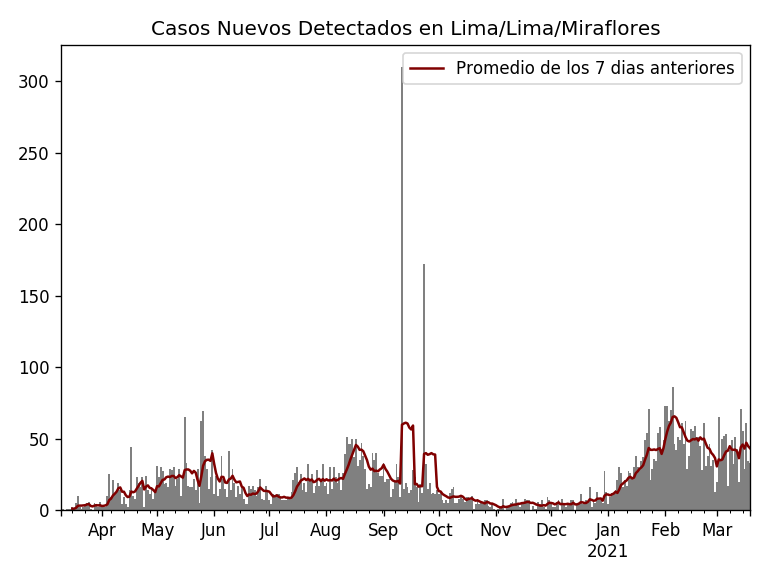 Casos Nuevos Detectados en Lima/Lima/Miraflores
Promedio de los 7 dias anteriores
300
250
200
150
100
50
0
Apr May Jun Jul Aug Sep Oct Nov Dec Jan Feb Mar
2021